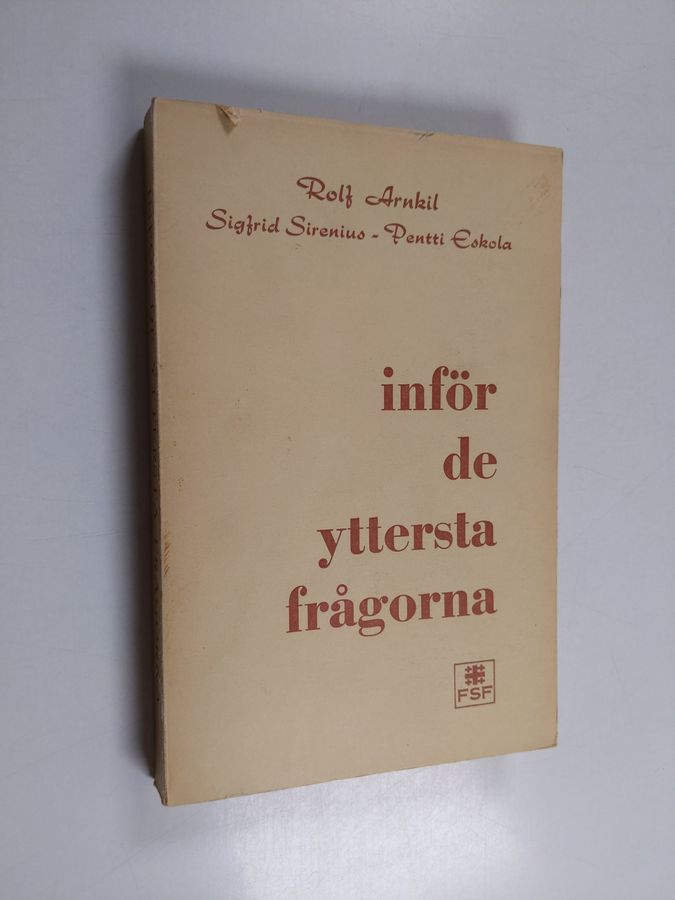 Rolf Arnkil
Sigfrid Sirenius - Pentti Eskola
inför
de
yttersta
frågorna
FSF